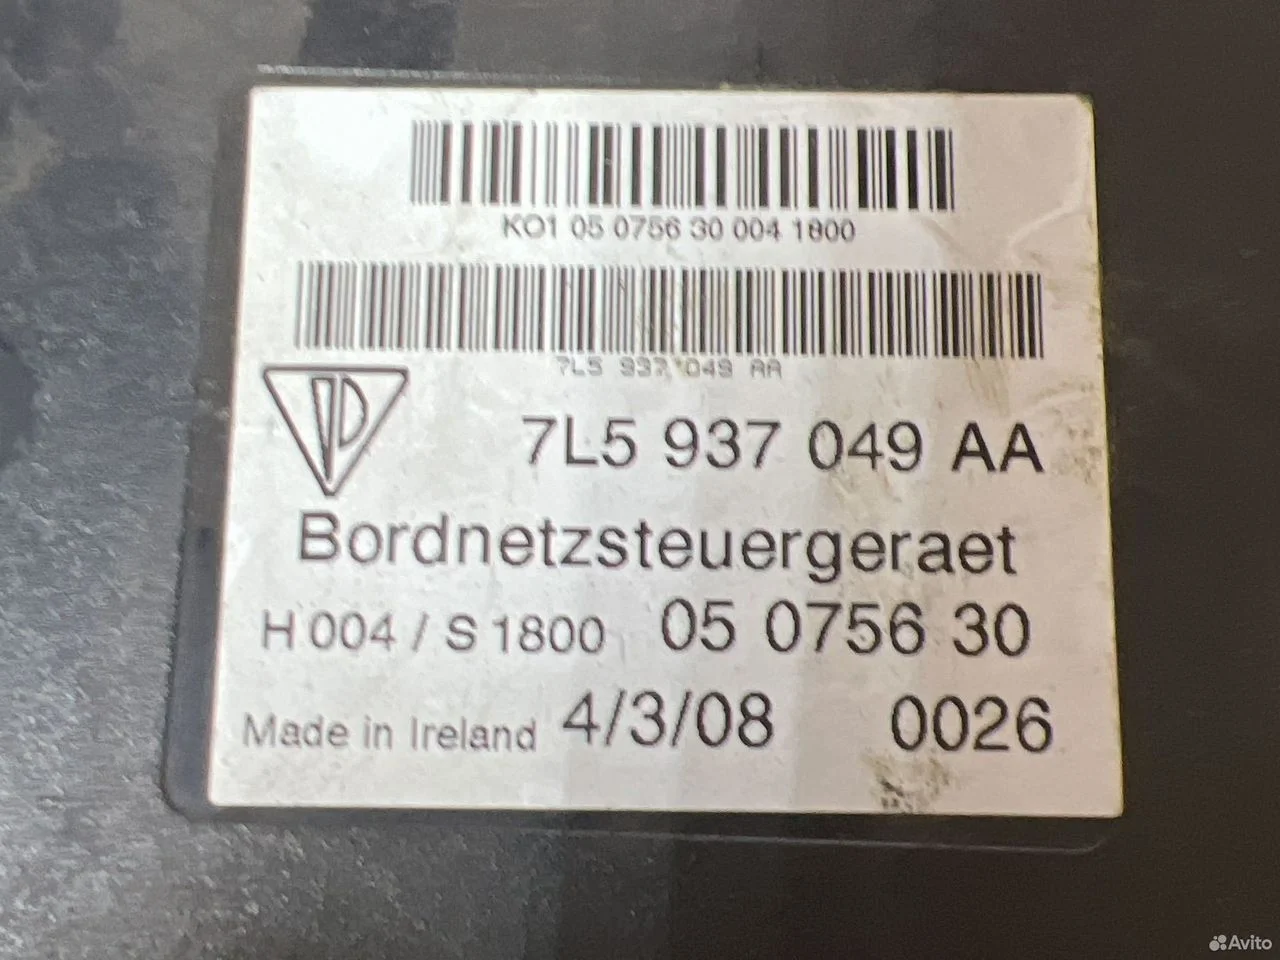 KO1 05 0756 30 004 1800
7L5 937 049 AA
7L5 937 049 AA
Bordnetzsteuergeraet
H 004 / S 1800 05 0756 30
Made in Ireland 4/3/08 0026
Avito